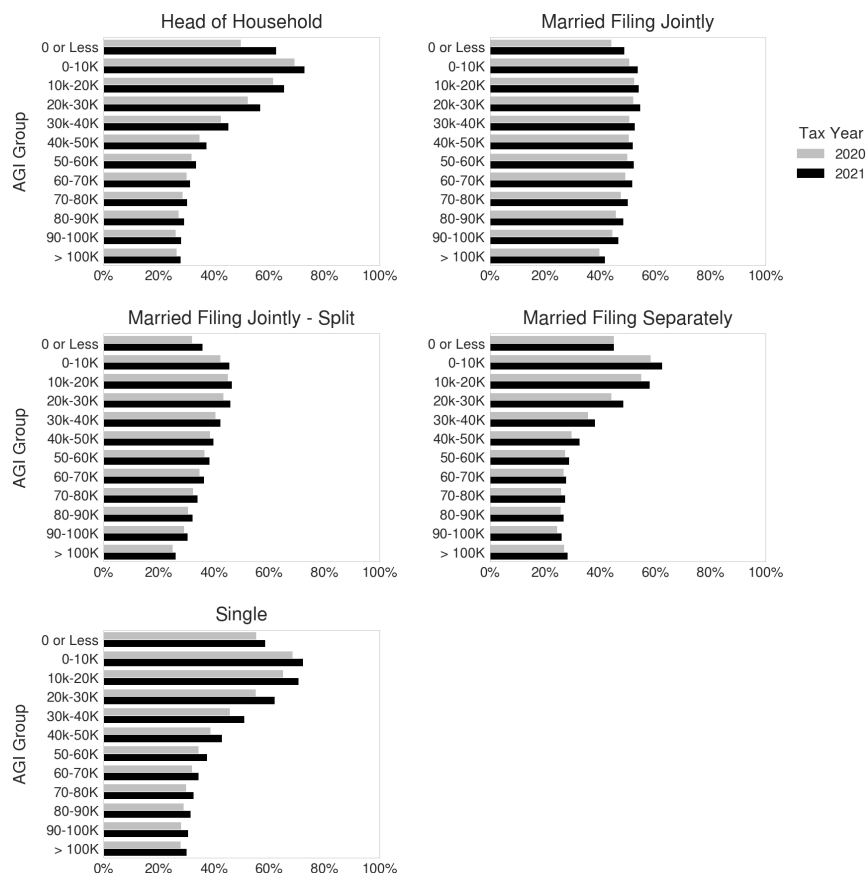 Head of Household
AGI Group
0 or Less
0-10K
10k-20K
20k-30K
30k-40K
40k-50K
50-60K
60-70K
70-80K
80-90K
90-100K
> 100K
0% 20% 40% 60% 80% 100%
Married Filing Jointly
0 or Less
0-10K
10k-20K
20k-30K
30k-40K
40k-50K
50-60K
60-70K
70-80K
80-90K
90-100K
> 100K
0% 20% 40% 60% 80% 100%
Tax Year
2020
2021
Married Filing Jointly - Split
AGI Group
0 or Less
0-10K
10k-20K
20k-30K
30k-40K
40k-50K
50-60K
60-70K
70-80K
80-90K
90-100K
> 100K
0% 20% 40% 60% 80% 100%
Married Filing Separately
0 or Less
0-10K
10k-20K
20k-30K
30k-40K
40k-50K
50-60K
60-70K
70-80K
80-90K
90-100K
> 100K
0% 20% 40% 60% 80% 100%
Single
AGI Group
0 or Less
0-10K
10k-20K
20k-30K
30k-40K
40k-50K
50-60K
60-70K
70-80K
80-90K
90-100K
> 100K
0% 20% 40% 60% 80% 100%